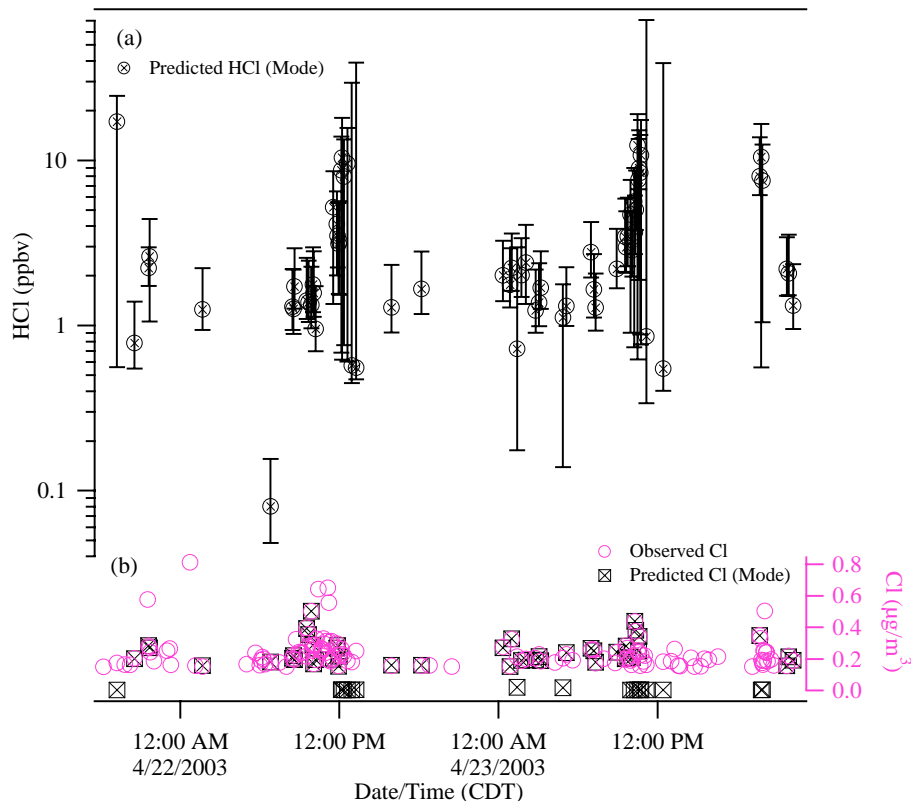 (a)
Predicted HCl (Mode)
10
1
0.1
HCl (ppbv)
(b)
Observed Cl
Predicted Cl (Mode)
0.8
0.6
0.4
0.2
0.0
Cl (µg/m³)
12:00 AM
4/22/2003
12:00 PM
12:00 AM
4/23/2003
12:00 PM
Date/Time (CDT)